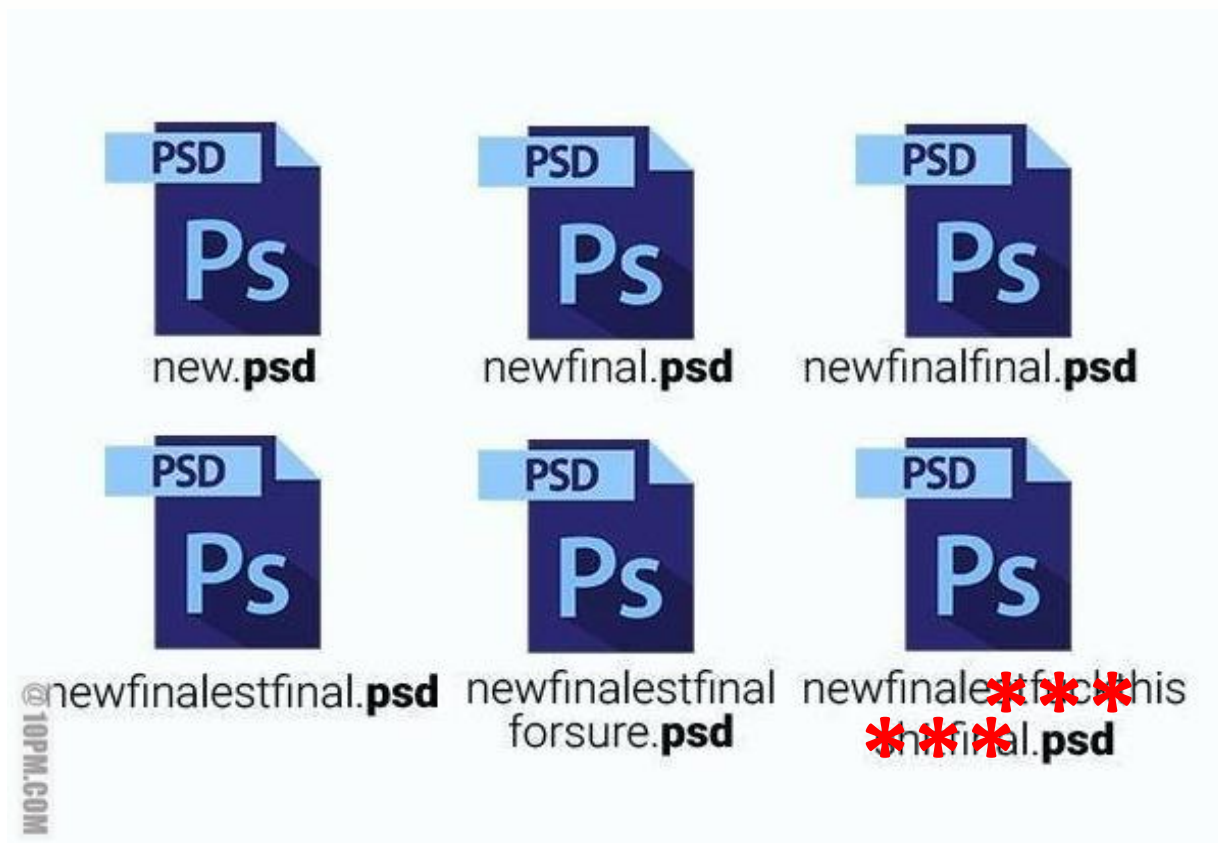 PSD
Ps
new.psd
PSD
Ps
newfinal.psd
PSD
Ps
newfinalfinal.psd
PSD
Ps
newfinalestfinal.psd
PSD
Ps
newfinalestfinal
forsure.psd
PSD
Ps
.psd
@10PM.COM